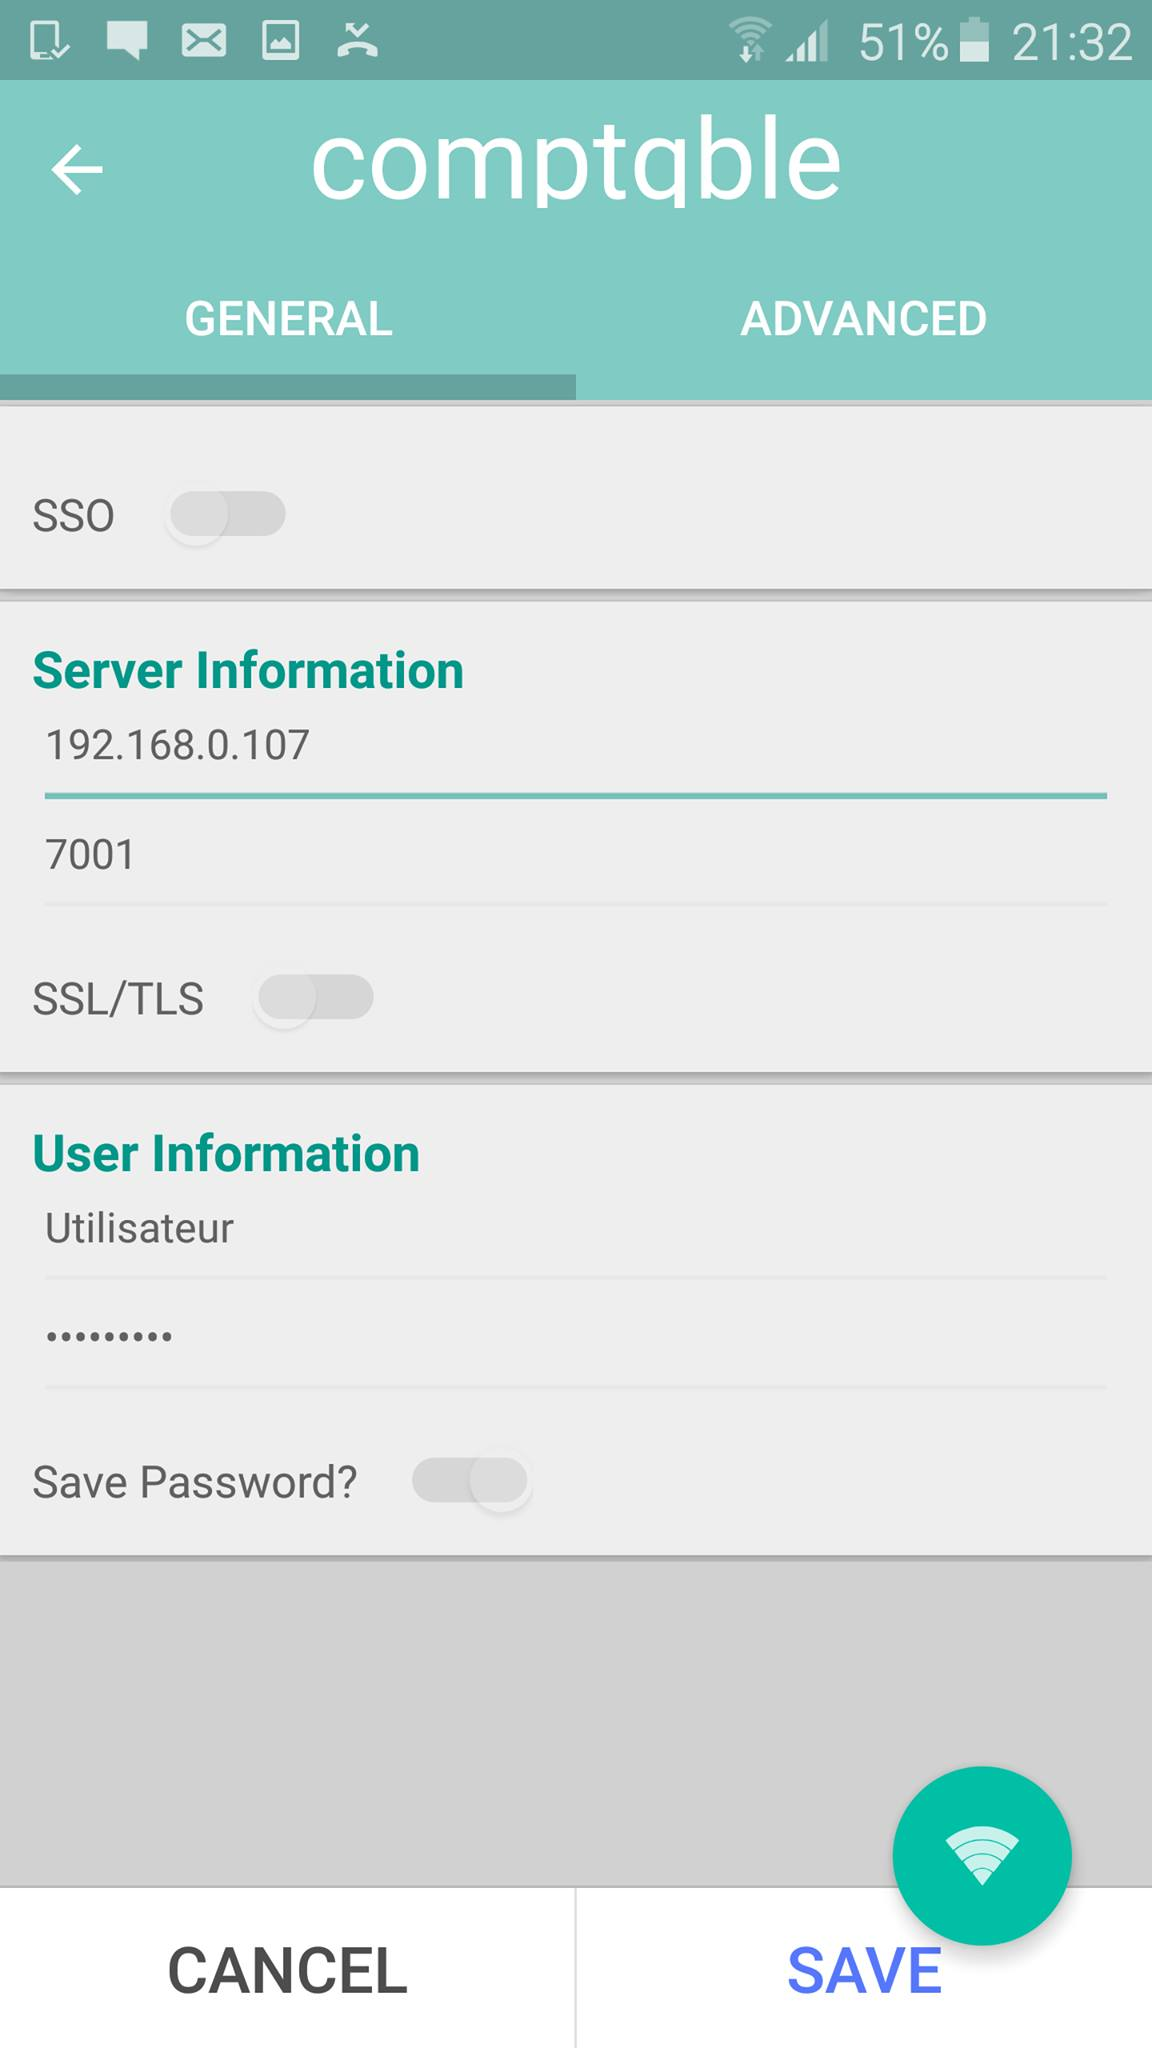 51% 21:32
comptable
GENERAL ADVANCED
SSO
Server Information
192.168.0.107
7001
SSL/TLS
User Information
Utilisateur
•••••••••
Save Password?
CANCEL SAVE